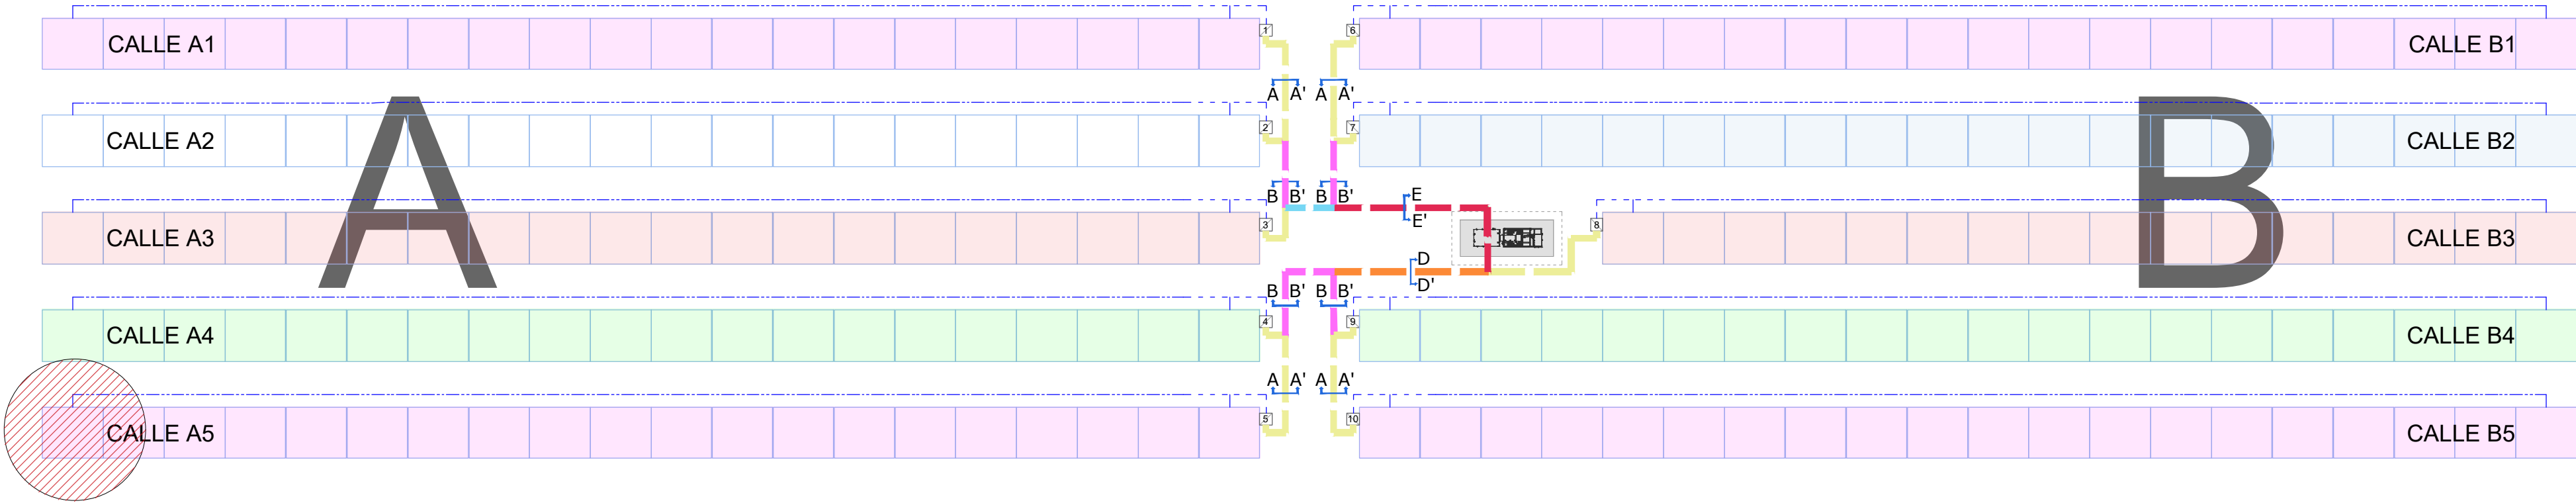 1 6
CALLE A1 CALLE B1
A A' A A'
2 7
CALLE A2 CALLE B2
A B
B B' B B' E
E'
3 8
CALLE A3 CALLE B3
D
D'
B B' B B'
4 9
CALLE A4 CALLE B4
A A' A A'
5 10
CALLE A5 CALLE B5